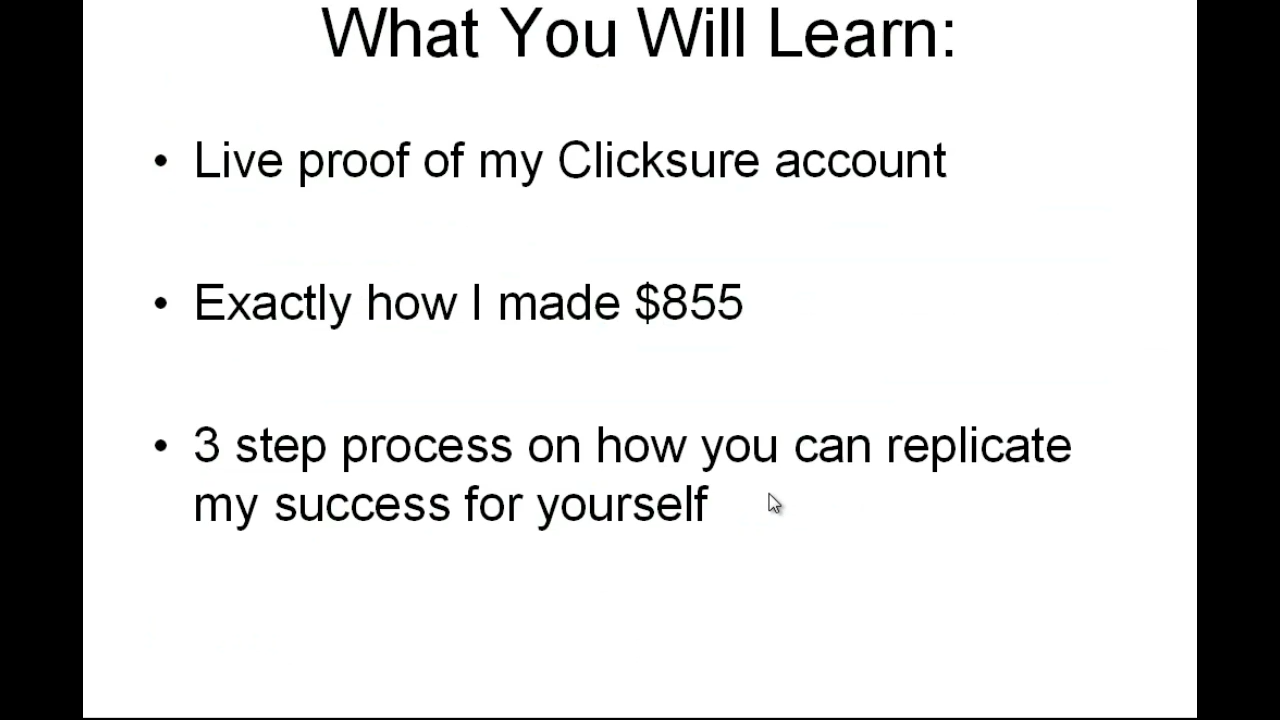 What You Will Learn:
• Live proof of my Clicksure account
• Exactly how I made $855
• 3 step process on how you can replicate
my success for yourself